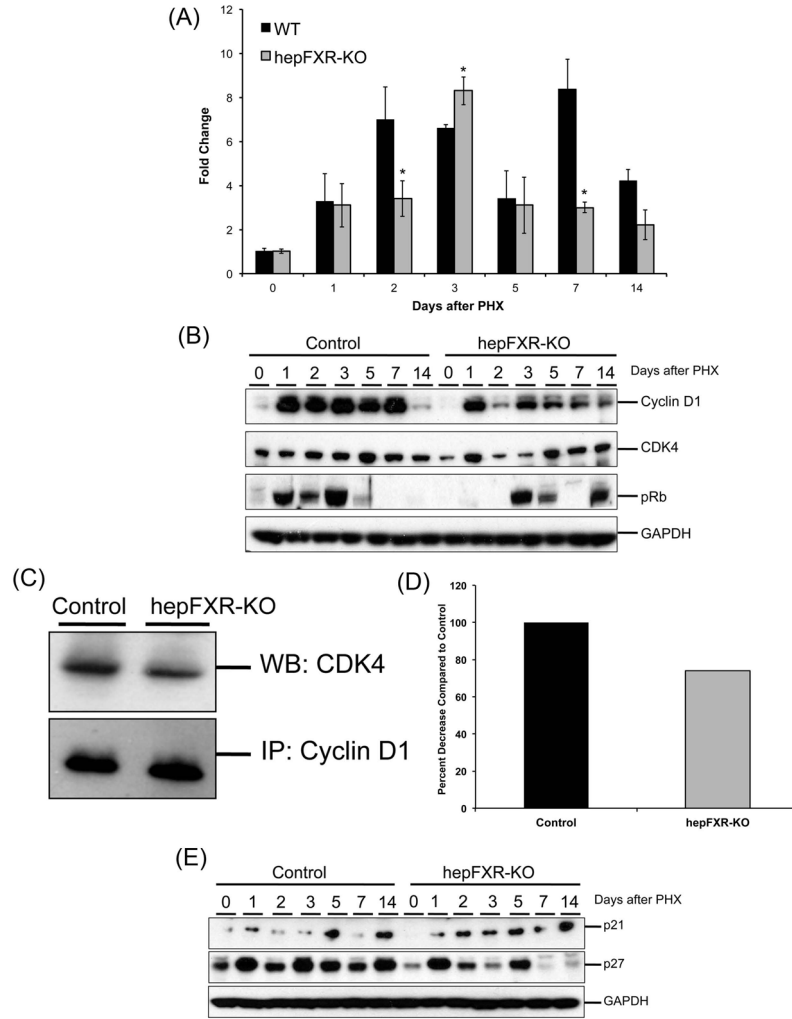 (A)
12
10
8
6
4
2
0
Fold Change
WT
hepFXR-KO
*
*
*
0 1 2 3 5 7 14
Days after PHX
(B)
Control hepFXR-KO
0 1 2 3 5 7 14 0 1 2 3 5 7 14 Days after PHX
Cyclin D1
CDK4
pRb
GAPDH
(C)
Control hepFXR-KO
WB: CDK4
IP: Cyclin D1
(D)
120
100
80
60
40
20
0
Percent Decrease Compared to Control
Control hepFXR-KO
(E)
Control hepFXR-KO
0 1 2 3 5 7 14 0 1 2 3 5 7 14 Days after PHX
p21
p27
GAPDH